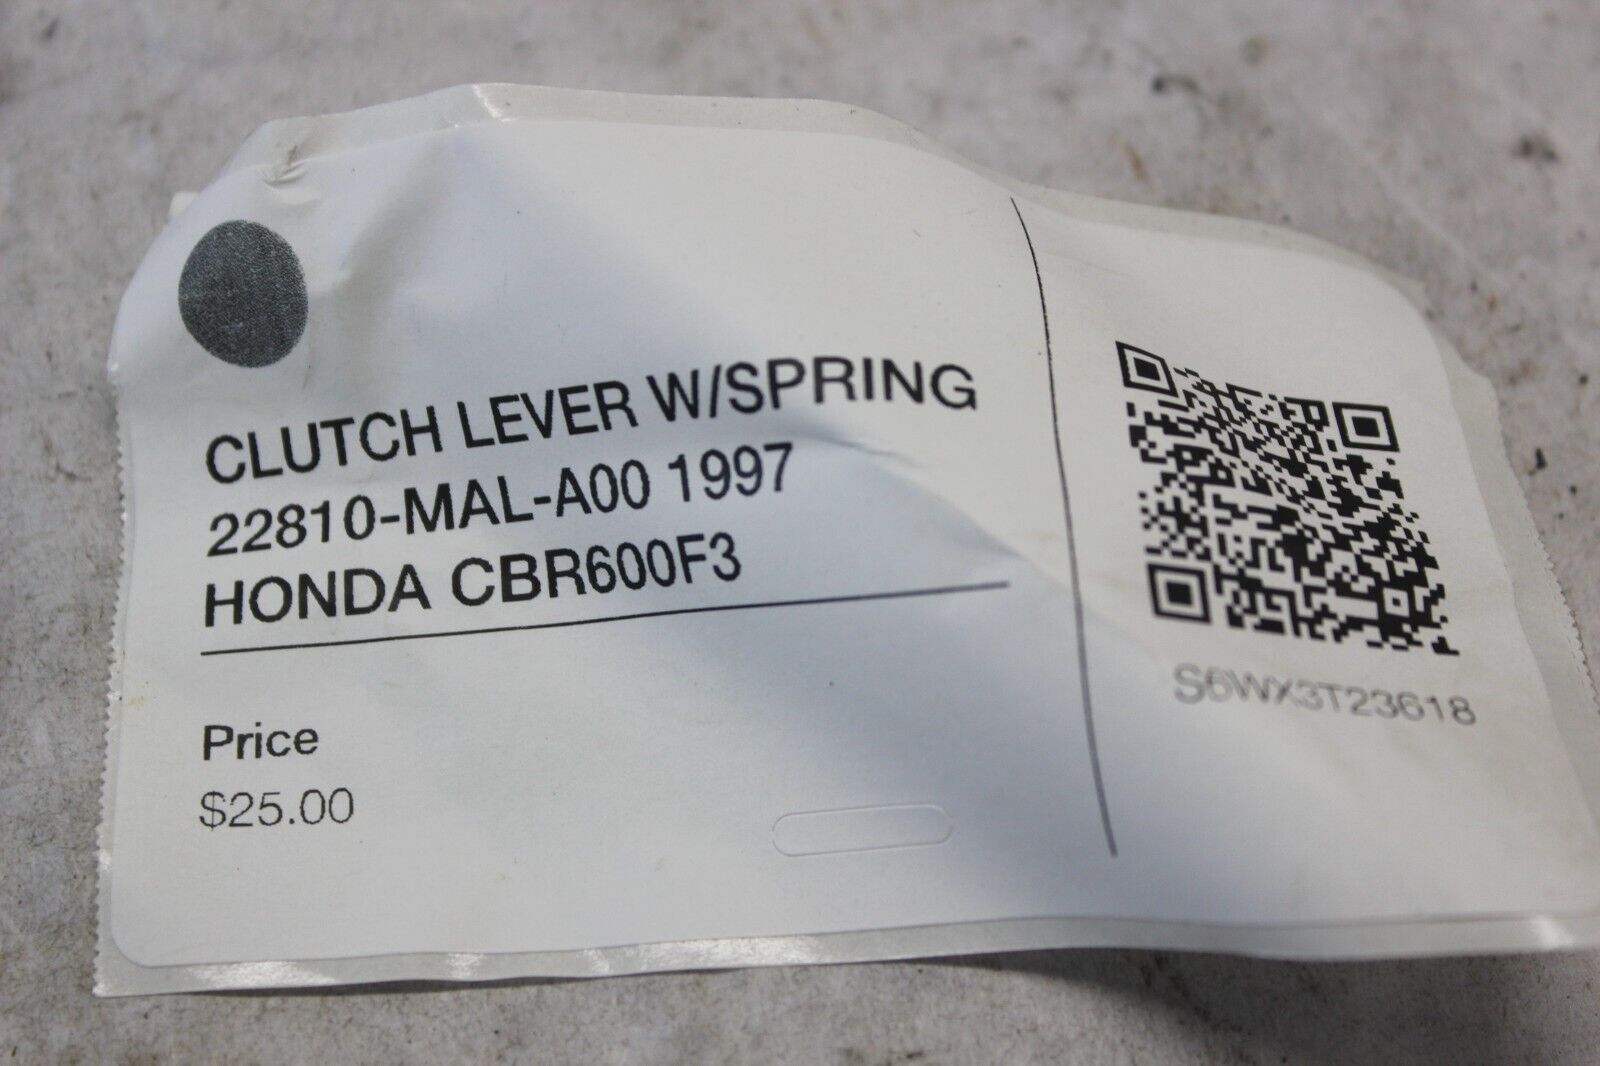 CLUTCH LEVER W/SPRING
22810-MAL-A00 1997
HONDA CBR600F3
Price
$25.00
S6WX3T23618